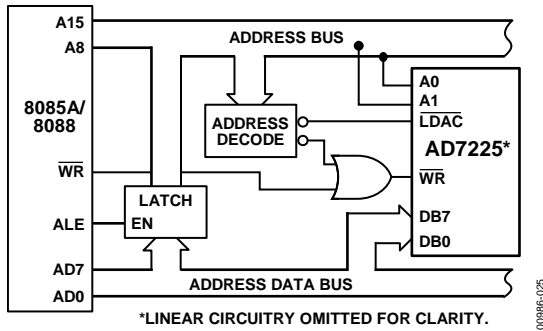 A15
A8
8085A/
8088
WR
ALE
AD7
AD0
ADDRESS BUS
ADDRESS
DECODE
LATCH
EN
A0
A1
LDAC
AD7225*
WR
DB7
DB0
ADDRESS DATA BUS
*LINEAR CIRCUITRY OMITTED FOR CLARITY.
00986-025